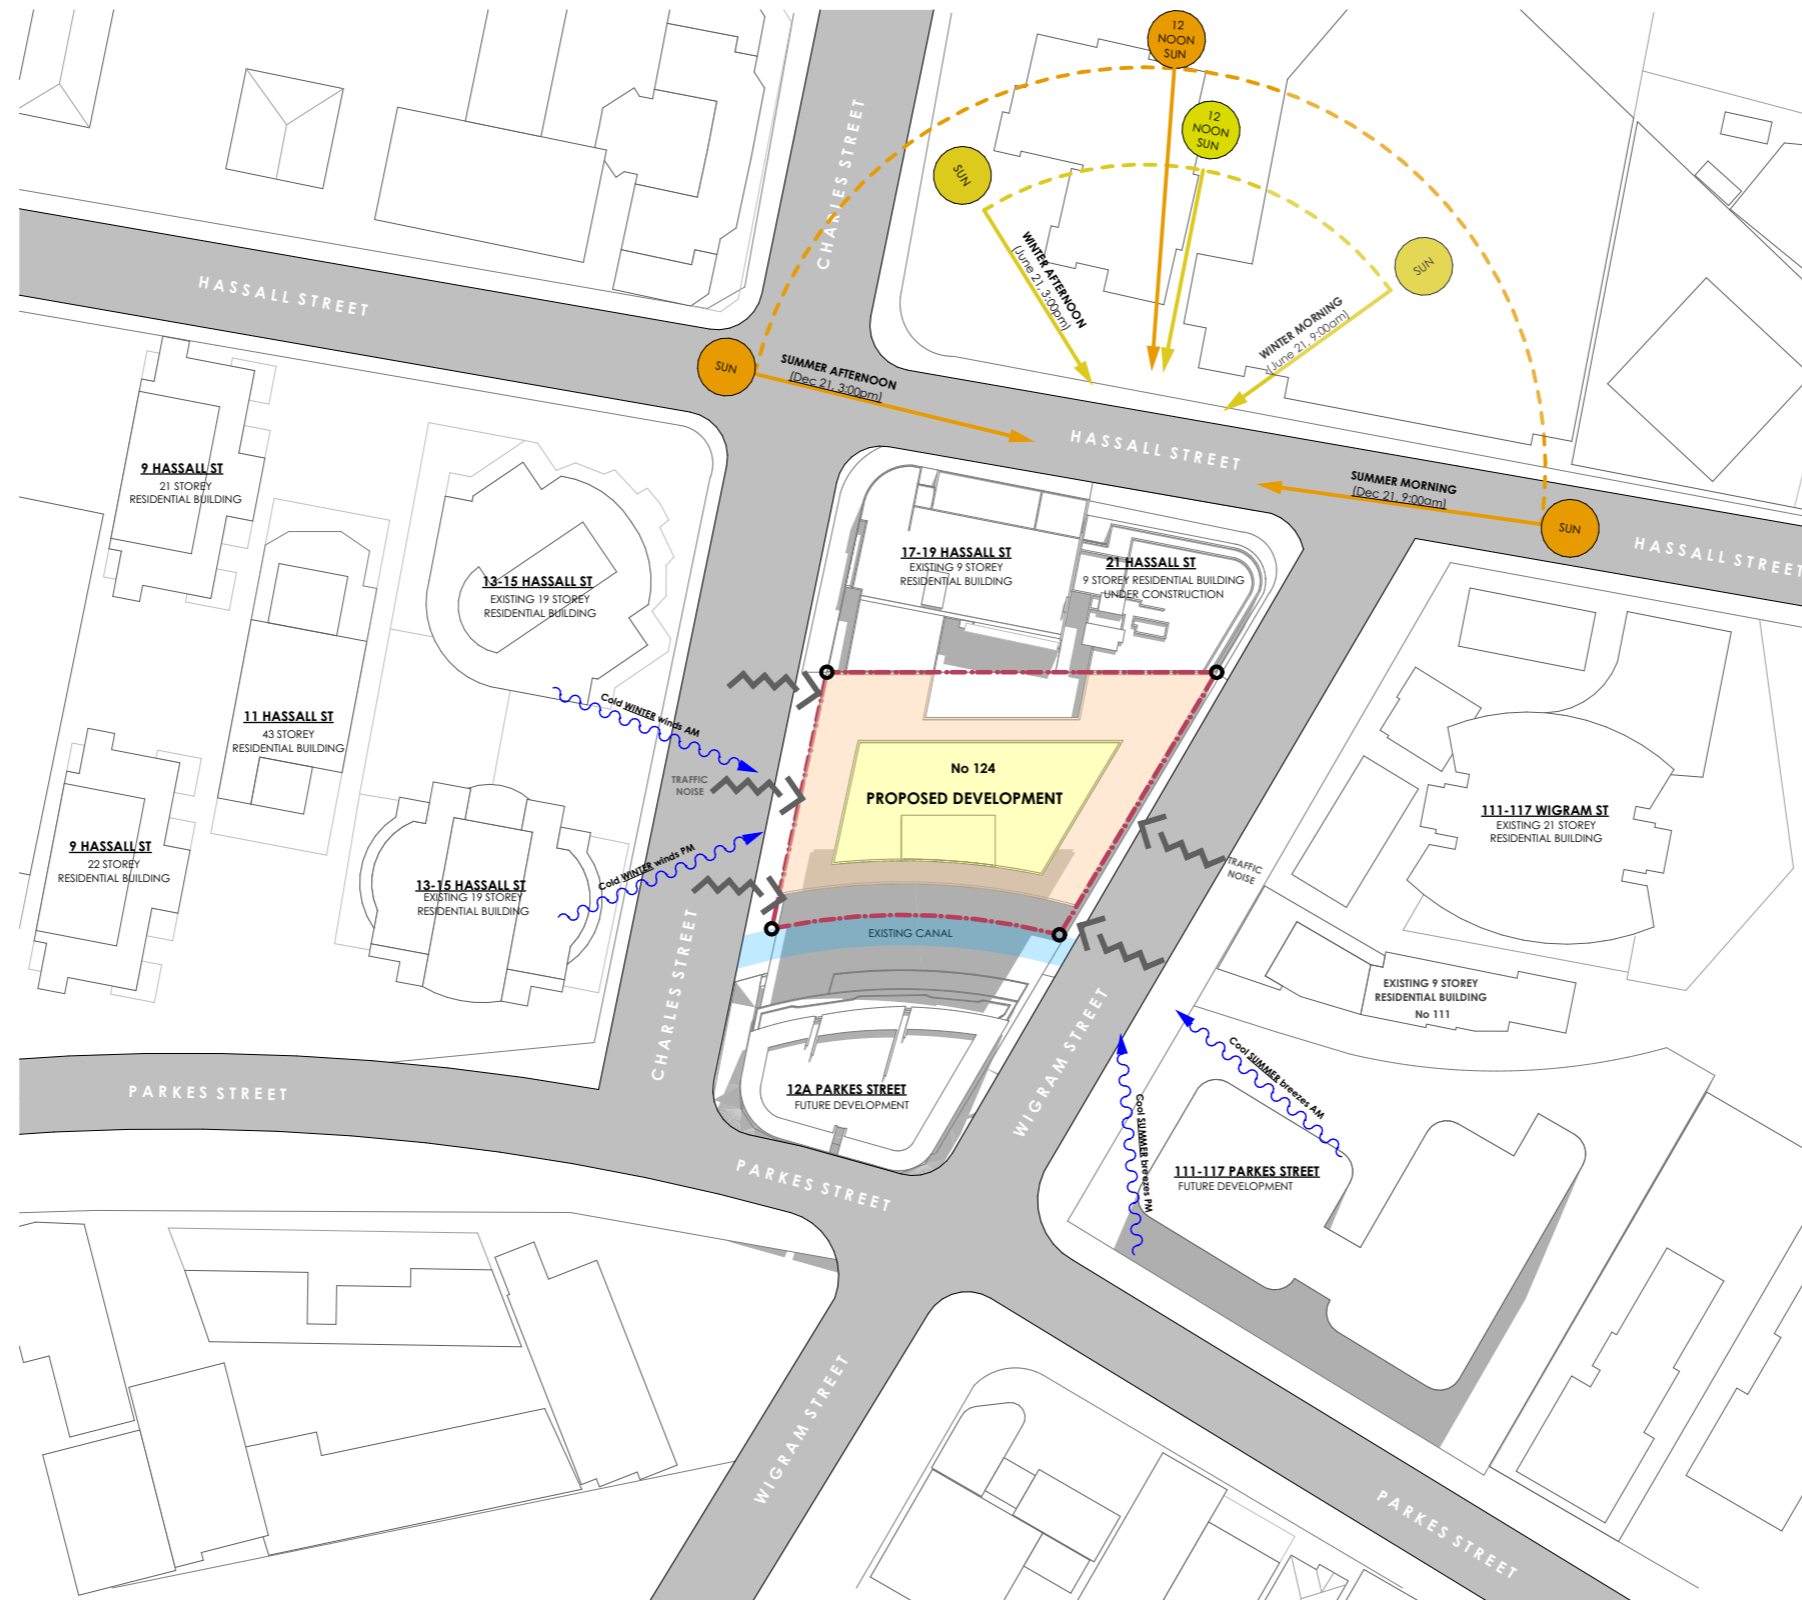 12
NOON
SUN
12
NOON
SUN
SUN
SUN
CHARLES STREET
WINTER AFTERNOON
(June 21, 3:00pm)
WINTER MORNING
(June 21, 9:00am)
HASSALL STREET
SUN
SUMMER AFTERNOON
(Dec 21, 3:00pm)
HASSALL STREET
SUMMER MORNING
(Dec 21, 9:00am)
SUN
HASSALL STREET
9 HASSALL ST
21 STOREY
RESIDENTIAL BUILDING
13-15 HASSALL ST
EXISTING 19 STOREY
RESIDENTIAL BUILDING
17-19 HASSALL ST
EXISTING 9 STOREY
RESIDENTIAL BUILDING
21 HASSALL ST
9 STOREY RESIDENTIAL BUILDING
UNDER CONSTRUCTION
11 HASSALL ST
43 STOREY
RESIDENTIAL BUILDING
Cold WINTER winds AM
TRAFFIC
NOISE
No 124
PROPOSED DEVELOPMENT
111-117 WIGRAM ST
EXISTING 21 STOREY
RESIDENTIAL BUILDING
9 HASSALL ST
22 STOREY
RESIDENTIAL BUILDING
13-15 HASSALL ST
EXISTING 19 STOREY
RESIDENTIAL BUILDING
Cold WINTER winds PM
TRAFFIC
NOISE
EXISTING CANAL
CHARLES STREET
EXISTING 9 STOREY
RESIDENTIAL BUILDING
No 111
WIGRAM STREET
Cool SUMMER breezes AM
Cool SUMMER breezes PM
PARKES STREET
12A PARKES STREET
FUTURE DEVELOPMENT
PARKES STREET
111-117 PARKES STREET
FUTURE DEVELOPMENT
WIGRAM STREET
PARKES STREET